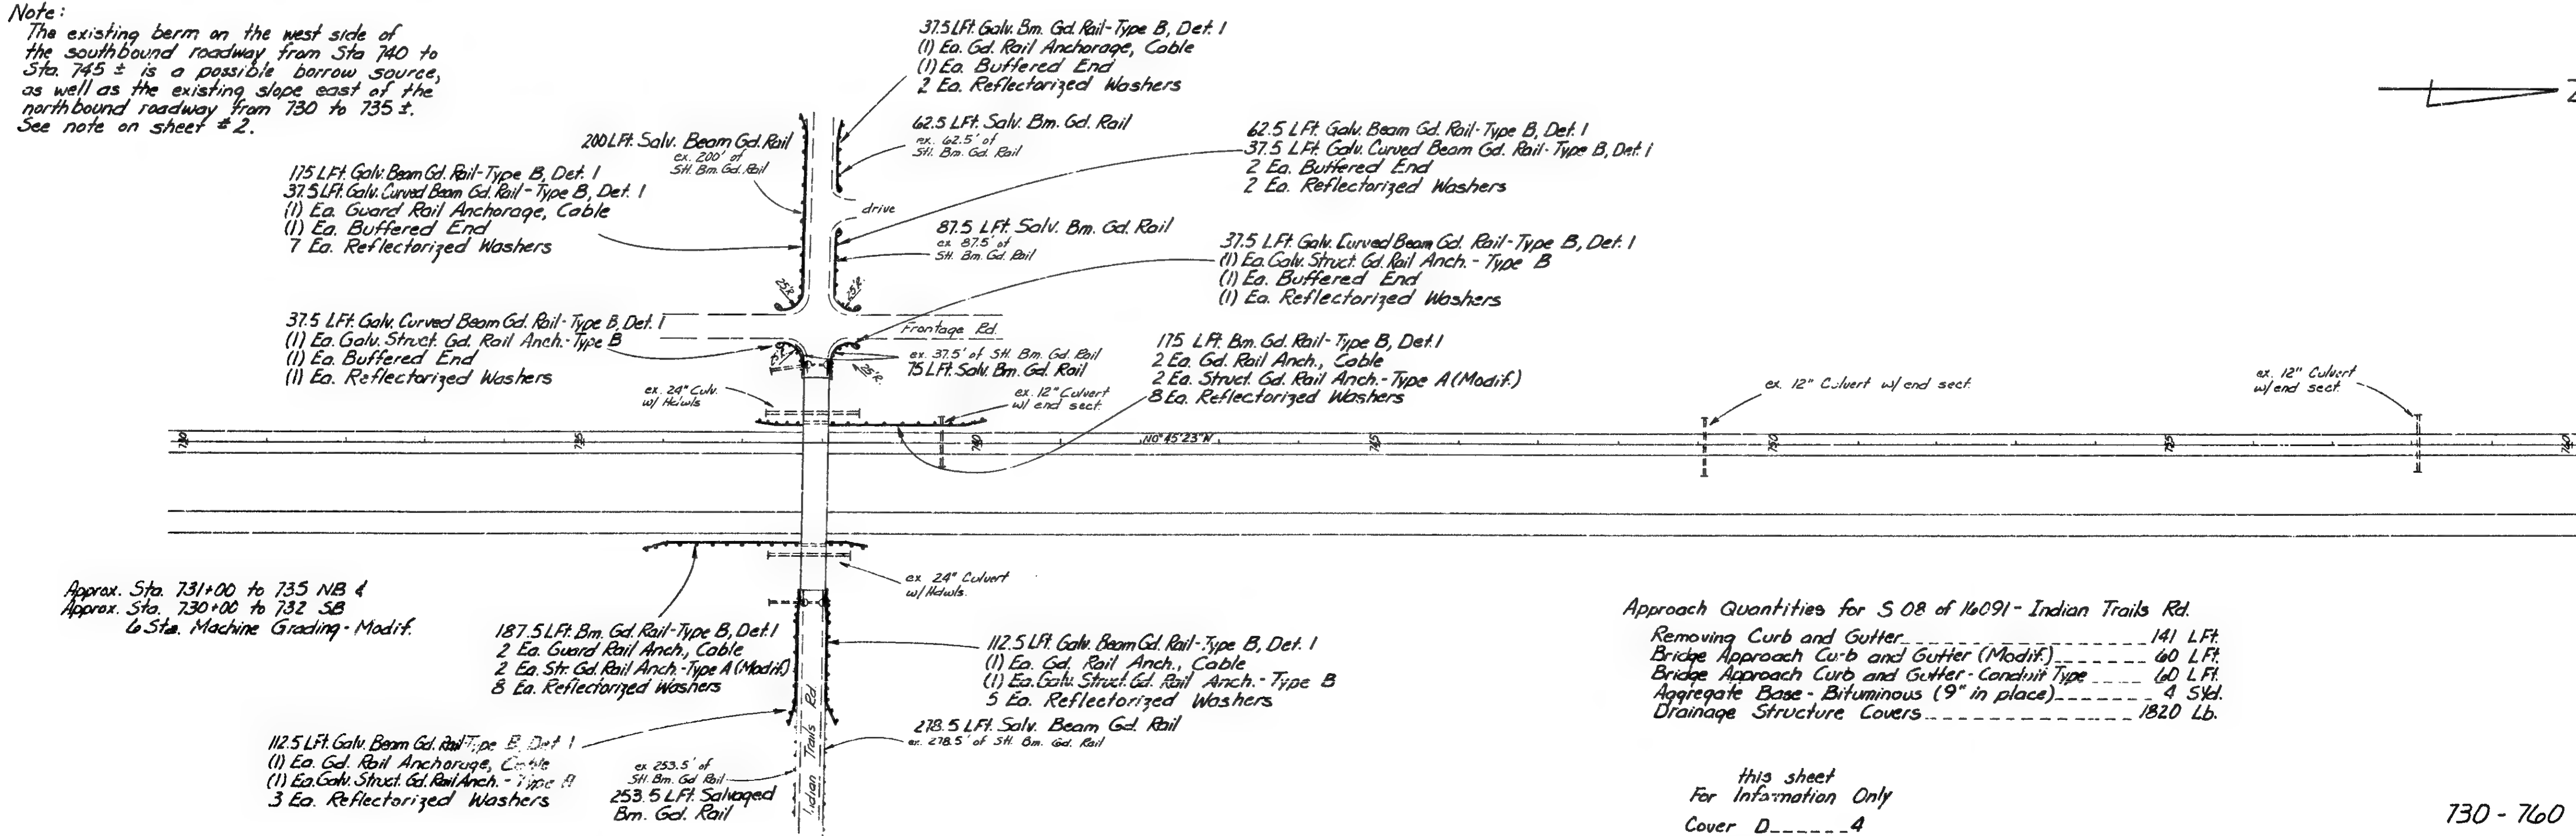 Note:
The existing berm on the west side of
the southbound roadway from Sta 740 to
Sta. 745 ± is a possible borrow source,
as well as the existing slope east of the
northbound roadway from 730 to 735 ±.
See note on sheet # 2.
37.5 LFt. Galv. Bm. Gd. Rail-Type B, Det. 1
(1) Ea. Gd. Rail Anchorage, Cable
(1) Ea. Buffered End
2 Ea. Reflectorized Washers
Z
200 LFt. Salv. Beam Gd. Rail
ex. 200' of
Stl. Bm. Gd. Rail
62.5 LFt. Salv. Bm. Gd. Rail
ex. 62.5' of
Stl. Bm. Gd. Rail
62.5 LFt. Galv. Beam Gd. Rail-Type B, Det. 1
37.5 LFt. Galv. Curved Beam Gd. Rail-Type B, Det. 1
2 Ea. Buffered End
2 Ea. Reflectorized Washers
175 LFt. Galv. Beam Gd. Rail-Type B, Det. 1
37.5 LFt. Galv. Curved Beam Gd. Rail-Type B, Det. 1
(1) Ea. Guard Rail Anchorage, Cable
(1) Ea. Buffered End
7 Ea. Reflectorized Washers
drive
87.5 LFt. Salv. Bm. Gd. Rail
ex 87.5' of
Stl. Bm. Gd. Rail
37.5 LFt. Galv. Curved Beam Gd. Rail-Type B, Det. 1
(1) Ea. Galv. Struct. Gd. Rail Anch. - Type B
(1) Ea. Buffered End
(1) Ea. Reflectorized Washers
25'R.
25'R.
37.5 LFt. Galv. Curved Beam Gd. Rail-Type B, Det. 1
(1) Ea. Galv. Struct. Gd. Rail Anch.-Type B
(1) Ea. Buffered End
(1) Ea. Reflectorized Washers
Frontage Rd.
ex. 37.5' of Stl. Bm. Gd. Rail
75 LFt. Salv. Bm. Gd. Rail
25'R.
25'R.
175 LFt. Bm. Gd. Rail-Type B, Det. 1
2 Ea. Gd. Rail Anch., Cable
2 Ea. Struct. Gd. Rail Anch.-Type A (Modif.)
8 Ea. Reflectorized Washers
ex. 24" Culv.
w/ Hdwls
ex. 12" Culvert
w/ end sect.
ex. 12" Culvert w/ end sect.
ex. 12" Culvert
w/ end sect.
730
735
740
N0°45'23"W
745
750
755
760
ex 24" Culvert
w/ Hdwls.
Approx. Sta. 731+00 to 735 NB &
Approx. Sta. 730+00 to 732 SB
6 Sta. Machine Grading - Modif.
187.5 LFt. Bm. Gd. Rail-Type B, Det. 1
2 Ea. Guard Rail Anch., Cable
2 Ea. Str. Gd. Rail Anch.-Type A (Modif.)
8 Ea. Reflectorized Washers
112.5 LFt. Galv. Beam Gd. Rail-Type B, Det. 1
(1) Ea. Gd. Rail Anch., Cable
(1) Ea. Galv. Struct. Gd. Rail Anch. - Type B
5 Ea. Reflectorized Washers
278.5 LFt. Salv. Beam Gd. Rail
ex. 278.5' of Stl. Bm. Gd. Rail
Indian Trails Rd
112.5 LFt. Galv. Beam Gd. Rail-Type B, Det 1
(1) Ea. Gd. Rail Anchorage, Cable
(1) Ea. Galv. Struct. Gd. Rail Anch. - Type
3 Ea. Reflectorized Washers
ex 253.5' of
Stl. Bm. Gd Rail
253.5 LFt. Salvaged
Bm. Gd. Rail
Approach Quantities for S 08 of 16091 - Indian Trails Rd.
Removing Curb and Gutter 141 LFt.
Bridge Approach Curb and Gutter (Modif.) 60 LFt.
Bridge Approach Curb and Gutter - Conduit Type 60 LFt.
Aggregate Base - Bituminous (9" in place) 4 SYd.
Drainage Structure Covers 1820 Lb.
this sheet
For Information Only
Cover D 4
730 - 760